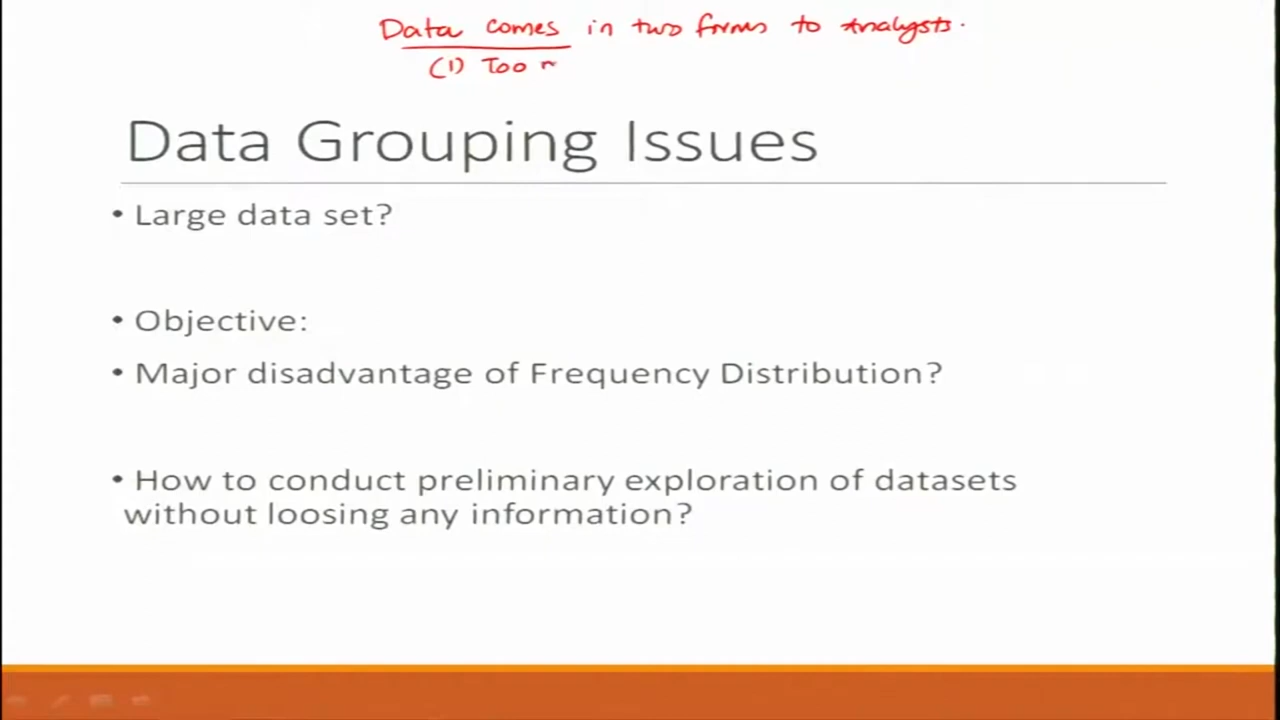 Data comes in two forms to Analysts.
(1) Too
Data Grouping Issues
• Large data set?
• Objective:
• Major disadvantage of Frequency Distribution?
• How to conduct preliminary exploration of datasets
without loosing any information?